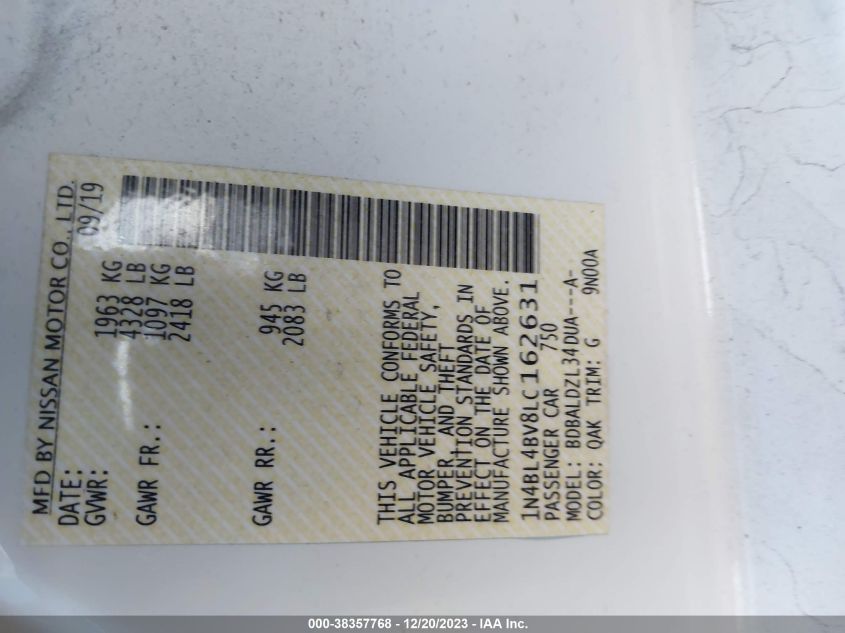 MFD BY NISSAN MOTOR CO., LTD.
DATE: 09/19
GVWR: 1963 KG
4328 LB
GAWR FR.: 1097 KG
2418 LB
GAWR RR.: 945 KG
2083 LB
THIS VEHICLE CONFORMS TO
ALL APPLICABLE FEDERAL
MOTOR VEHICLE SAFETY,
BUMPER, AND THEFT
PREVENTION STANDARDS IN
EFFECT ON THE DATE OF
MANUFACTURE SHOWN ABOVE.
1N4BL4BV8LC162631
PASSENGER CAR 750
MODEL: BDBALDZL34DUA---A-
COLOR: QAK TRIM: G 9N00A
000-38357768 - 12/20/2023 - IAA Inc.